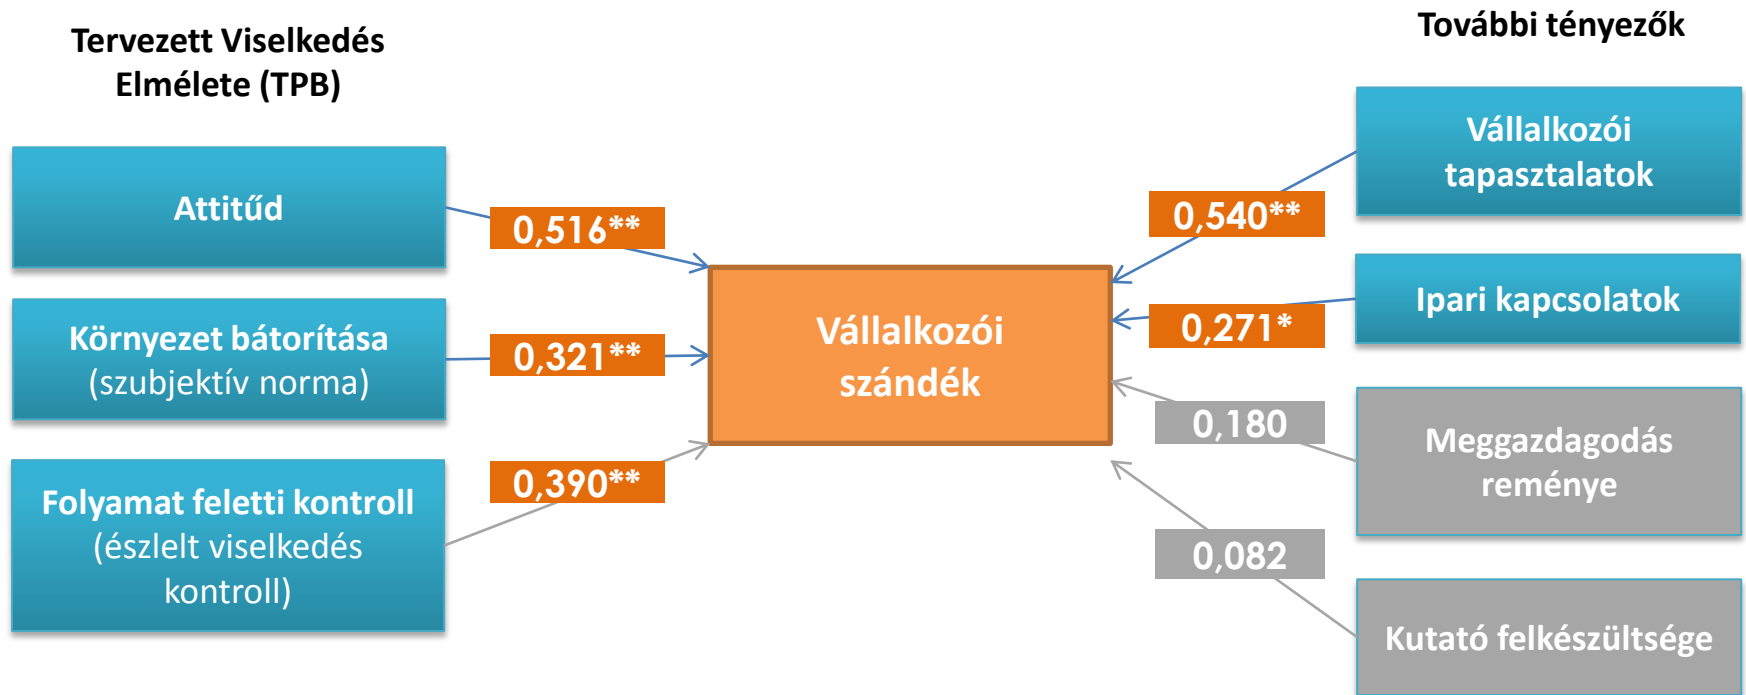 Tervezett Viselkedés
Elmélete (TPB)
Attitűd
Környezet bátorítása
(szubjektív norma)
Folyamat feletti kontroll
(észlelt viselkedés
kontroll)
0,516**
0,321**
0,390**
Vállalkozói
szándék
0,540**
0,271*
0,180
0,082
További tényezők
Vállalkozói
tapasztalatok
Ipari kapcsolatok
Meggazdagodás
reménye
Kutató felkészültsége